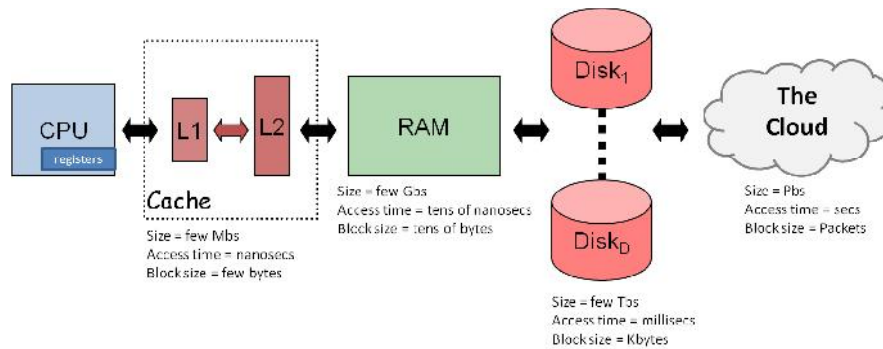 CPU
registers
L1
L2
Cache
Size = few Mbs
Access time = nanosecs
Block size = few bytes
RAM
Size = few Gbs
Access time = tens of nanosecs
Block size = tens of bytes
Disk1
DiskD
Size = few Tbs
Access time = millisecs
Block size = Kbytes
The
Cloud
Size = Pbs
Access time = secs
Block size = Packets